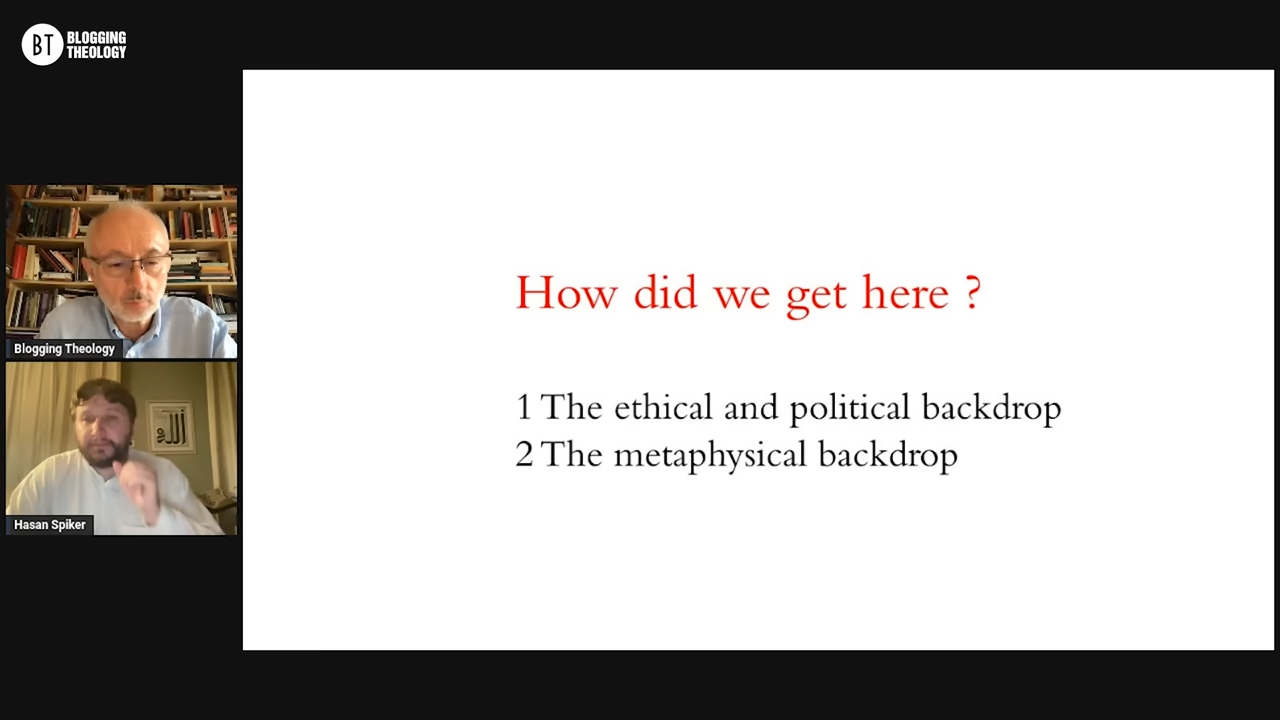 BT BLOGGING
THEOLOGY
How did we get here ?
1 The ethical and political backdrop
2 The metaphysical backdrop
Blogging Theology
الله
Hasan Spiker